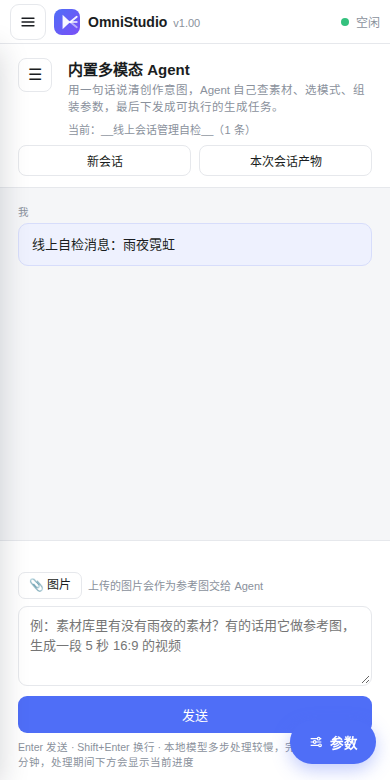 OmniStudio v1.00 空闲
☰ 内置多模态 Agent
用一句话说清创作意图，Agent 自己查素材、选模式、组
装参数，最后下发成可执行的生成任务。
当前：__线上会话管理自检__（1 条）
新会话 本次会话产物
我
线上自检消息：雨夜霓虹
📎 图片 上传的图片会作为参考图交给 Agent
例：素材库里有没有雨夜的素材？有的话用它做参考图，
生成一段 5 秒 16:9 的视频
发送
Enter 发送 · Shift+Enter 换行 · 本地模型多步处理较慢，
分钟，处理期间下方会显示当前进度
参数